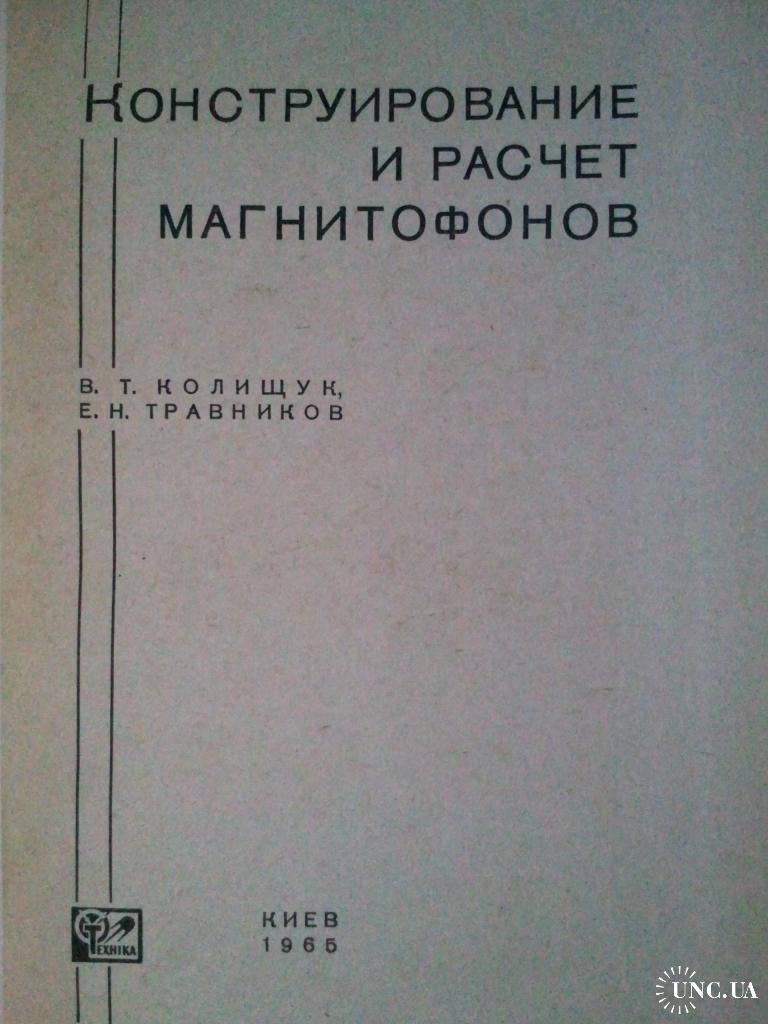 КОНСТРУИРОВАНИЕ
И РАСЧЕТ
МАГНИТОФОНОВ
В. Т. КОЛИЩУК,
Е. Н. ТРАВНИКОВ
ТЕХНІКА
КИЕВ
1965
UNC.UA